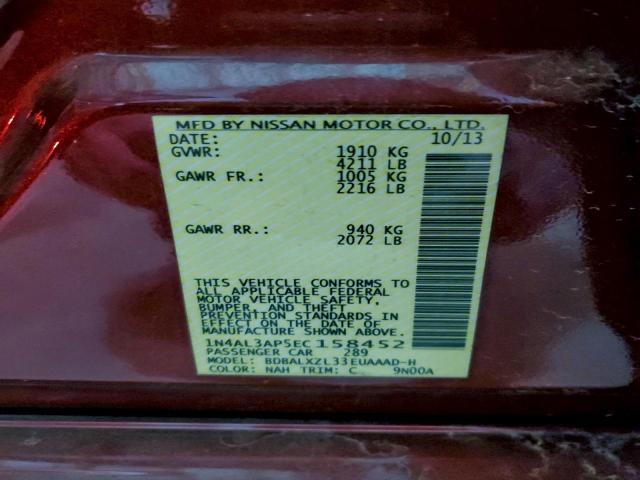 MFD BY NISSAN MOTOR CO., LTD.
DATE: 10/13
GVWR: 1910 KG
4211 LB
GAWR FR.: 1005 KG
2216 LB
GAWR RR.: 940 KG
2072 LB
THIS VEHICLE CONFORMS TO
ALL APPLICABLE FEDERAL
MOTOR VEHICLE SAFETY,
BUMPER, AND THEFT
PREVENTION STANDARDS IN
EFFECT ON THE DATE OF
MANUFACTURE SHOWN ABOVE.
1N4AL3AP5EC158452
PASSENGER CAR 289
MODEL: BDBALXZL33EUAAAD-H
COLOR: NAH TRIM: C 9N00A